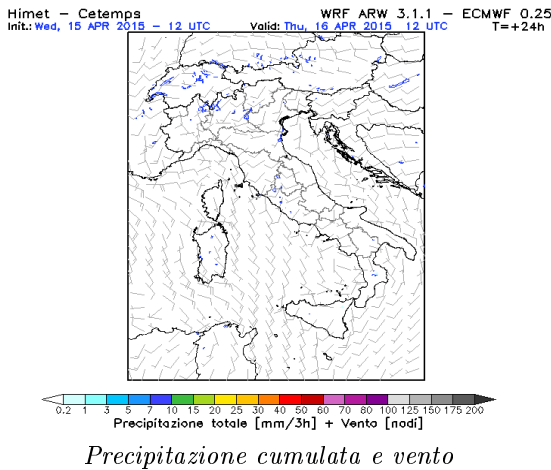 Himet – Cetemps WRF ARW 3.1.1 – ECMWF 0.25
Init.: Wed, 15 APR 2015 – 12 UTC Valid: Thu, 16 APR 2015 12 UTC T=+24h
0.2 1 3 5 7 10 15 20 25 30 40 50 60 70 80 100 125 150 175 200
Precipitazione totale [mm/3h] + Vento [nodi]
Precipitazione cumulata e vento